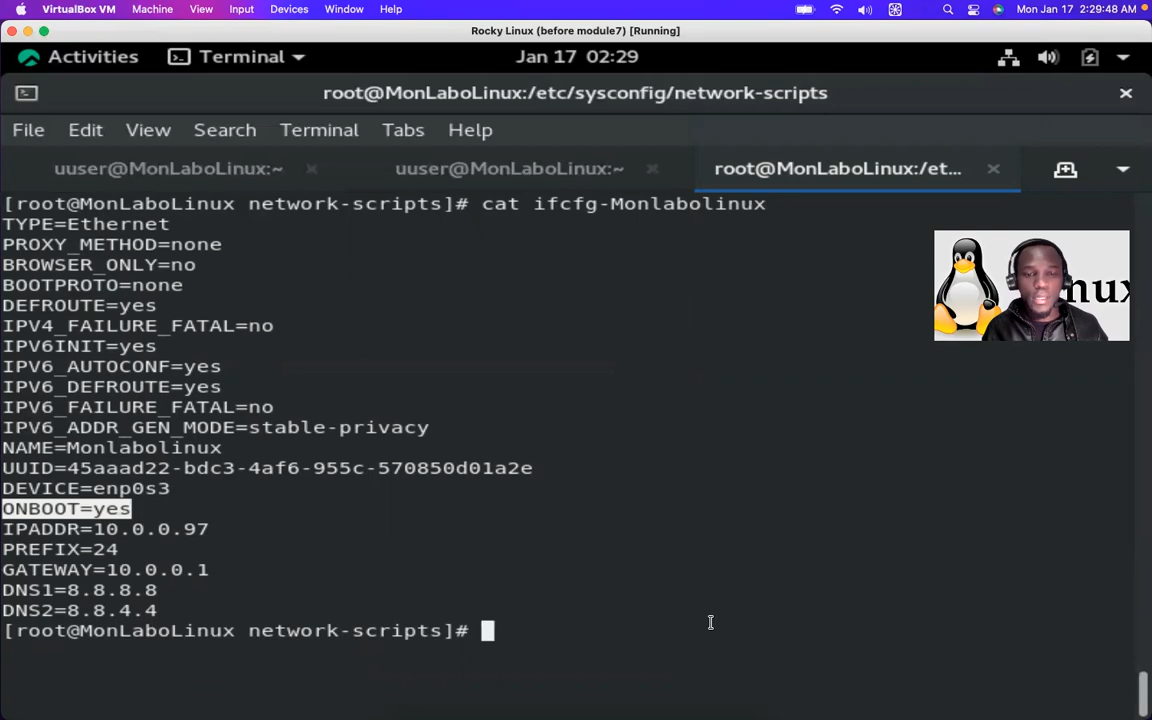 VirtualBox VM Machine View Input Devices Window Help Mon Jan 17 2:29:48 AM
Rocky Linux (before module7) [Running]
Activities Terminal Jan 17 02:29
root@MonLaboLinux:/etc/sysconfig/network-scripts
File Edit View Search Terminal Tabs Help
uuser@MonLaboLinux:~ uuser@MonLaboLinux:~ root@MonLaboLinux:/et...
[root@MonLaboLinux network-scripts]# cat ifcfg-Monlabolinux
TYPE=Ethernet
PROXY_METHOD=none
BROWSER_ONLY=no
BOOTPROTO=none
DEFROUTE=yes
IPV4_FAILURE_FATAL=no
IPV6INIT=yes
IPV6_AUTOCONF=yes
IPV6_DEFROUTE=yes
IPV6_FAILURE_FATAL=no
IPV6_ADDR_GEN_MODE=stable-privacy
NAME=Monlabolinux
UUID=45aaad22-bdc3-4af6-955c-570850d01a2e
DEVICE=enp0s3
ONBOOT=yes
IPADDR=10.0.0.97
PREFIX=24
GATEWAY=10.0.0.1
DNS1=8.8.8.8
DNS2=8.8.4.4
[root@MonLaboLinux network-scripts]#